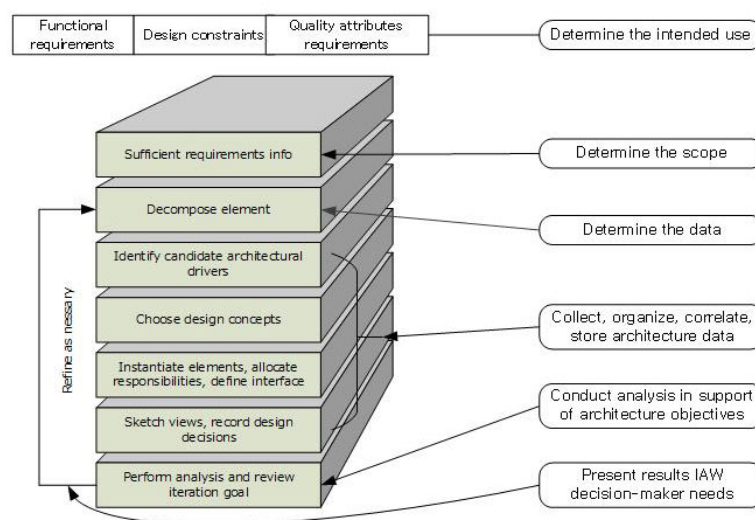 Functional
requirements
Design constraints
Quality attributes
requirements
Determine the intended use
Sufficient requirements info
Determine the scope
Decompose element
Determine the data
Identify candidate architectural
drivers
Choose design concepts
Collect, organize, correlate,
store architecture data
Instantiate elements, allocate
responsibilities, define interface
Sketch views, record design
decisions
Conduct analysis in support
of architecture objectives
Perform analysis and review
iteration goal
Present results IAW
decision-maker needs
Refine as nessary